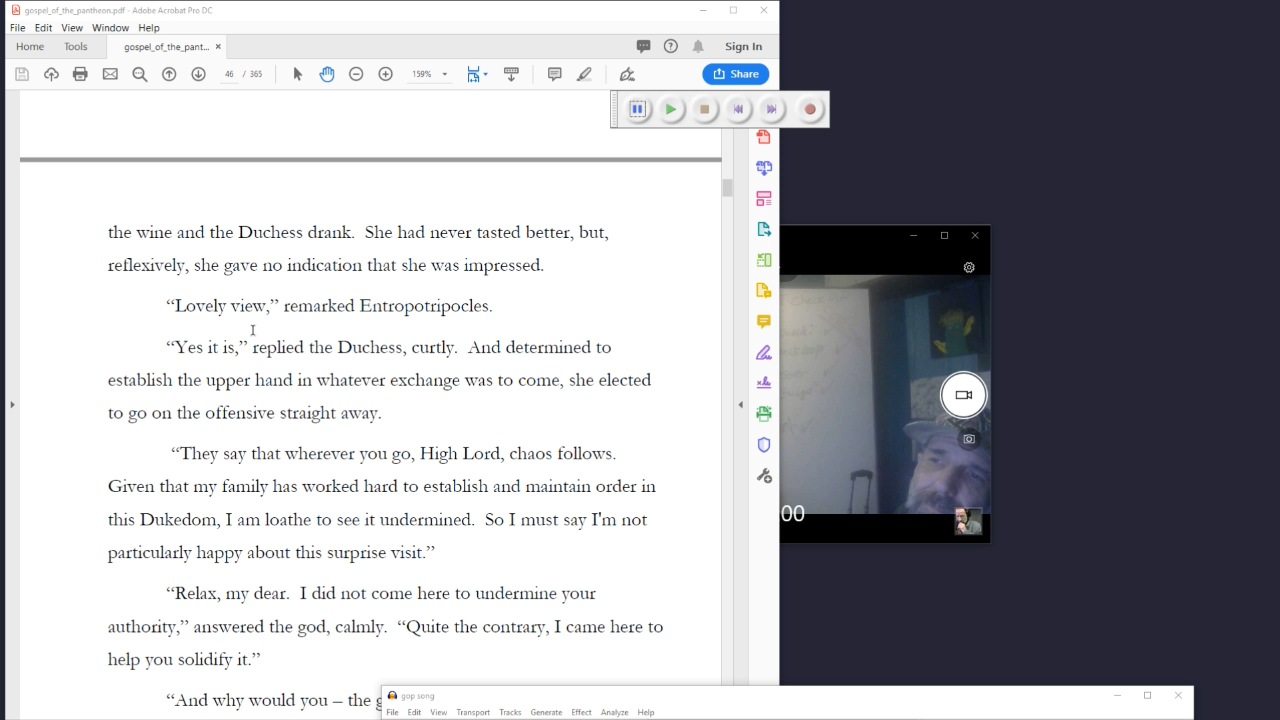 gospel_of_the_pantheon.pdf - Adobe Acrobat Pro DC
File Edit View Window Help
Home Tools gospel_of_the_pant... × Sign In
46 / 365 159% Share
the wine and the Duchess drank. She had never tasted better, but,
reflexively, she gave no indication that she was impressed.
“Lovely view,” remarked Entropotripocles.
“Yes it is,” replied the Duchess, curtly. And determined to
establish the upper hand in whatever exchange was to come, she elected
to go on the offensive straight away.
“They say that wherever you go, High Lord, chaos follows.
Given that my family has worked hard to establish and maintain order in
this Dukedom, I am loathe to see it undermined. So I must say I'm not
particularly happy about this surprise visit.”
“Relax, my dear. I did not come here to undermine your
authority,” answered the god, calmly. “Quite the contrary, I came here to
help you solidify it.”
“And why would you – the g
00
gop song
File Edit View Transport Tracks Generate Effect Analyze Help